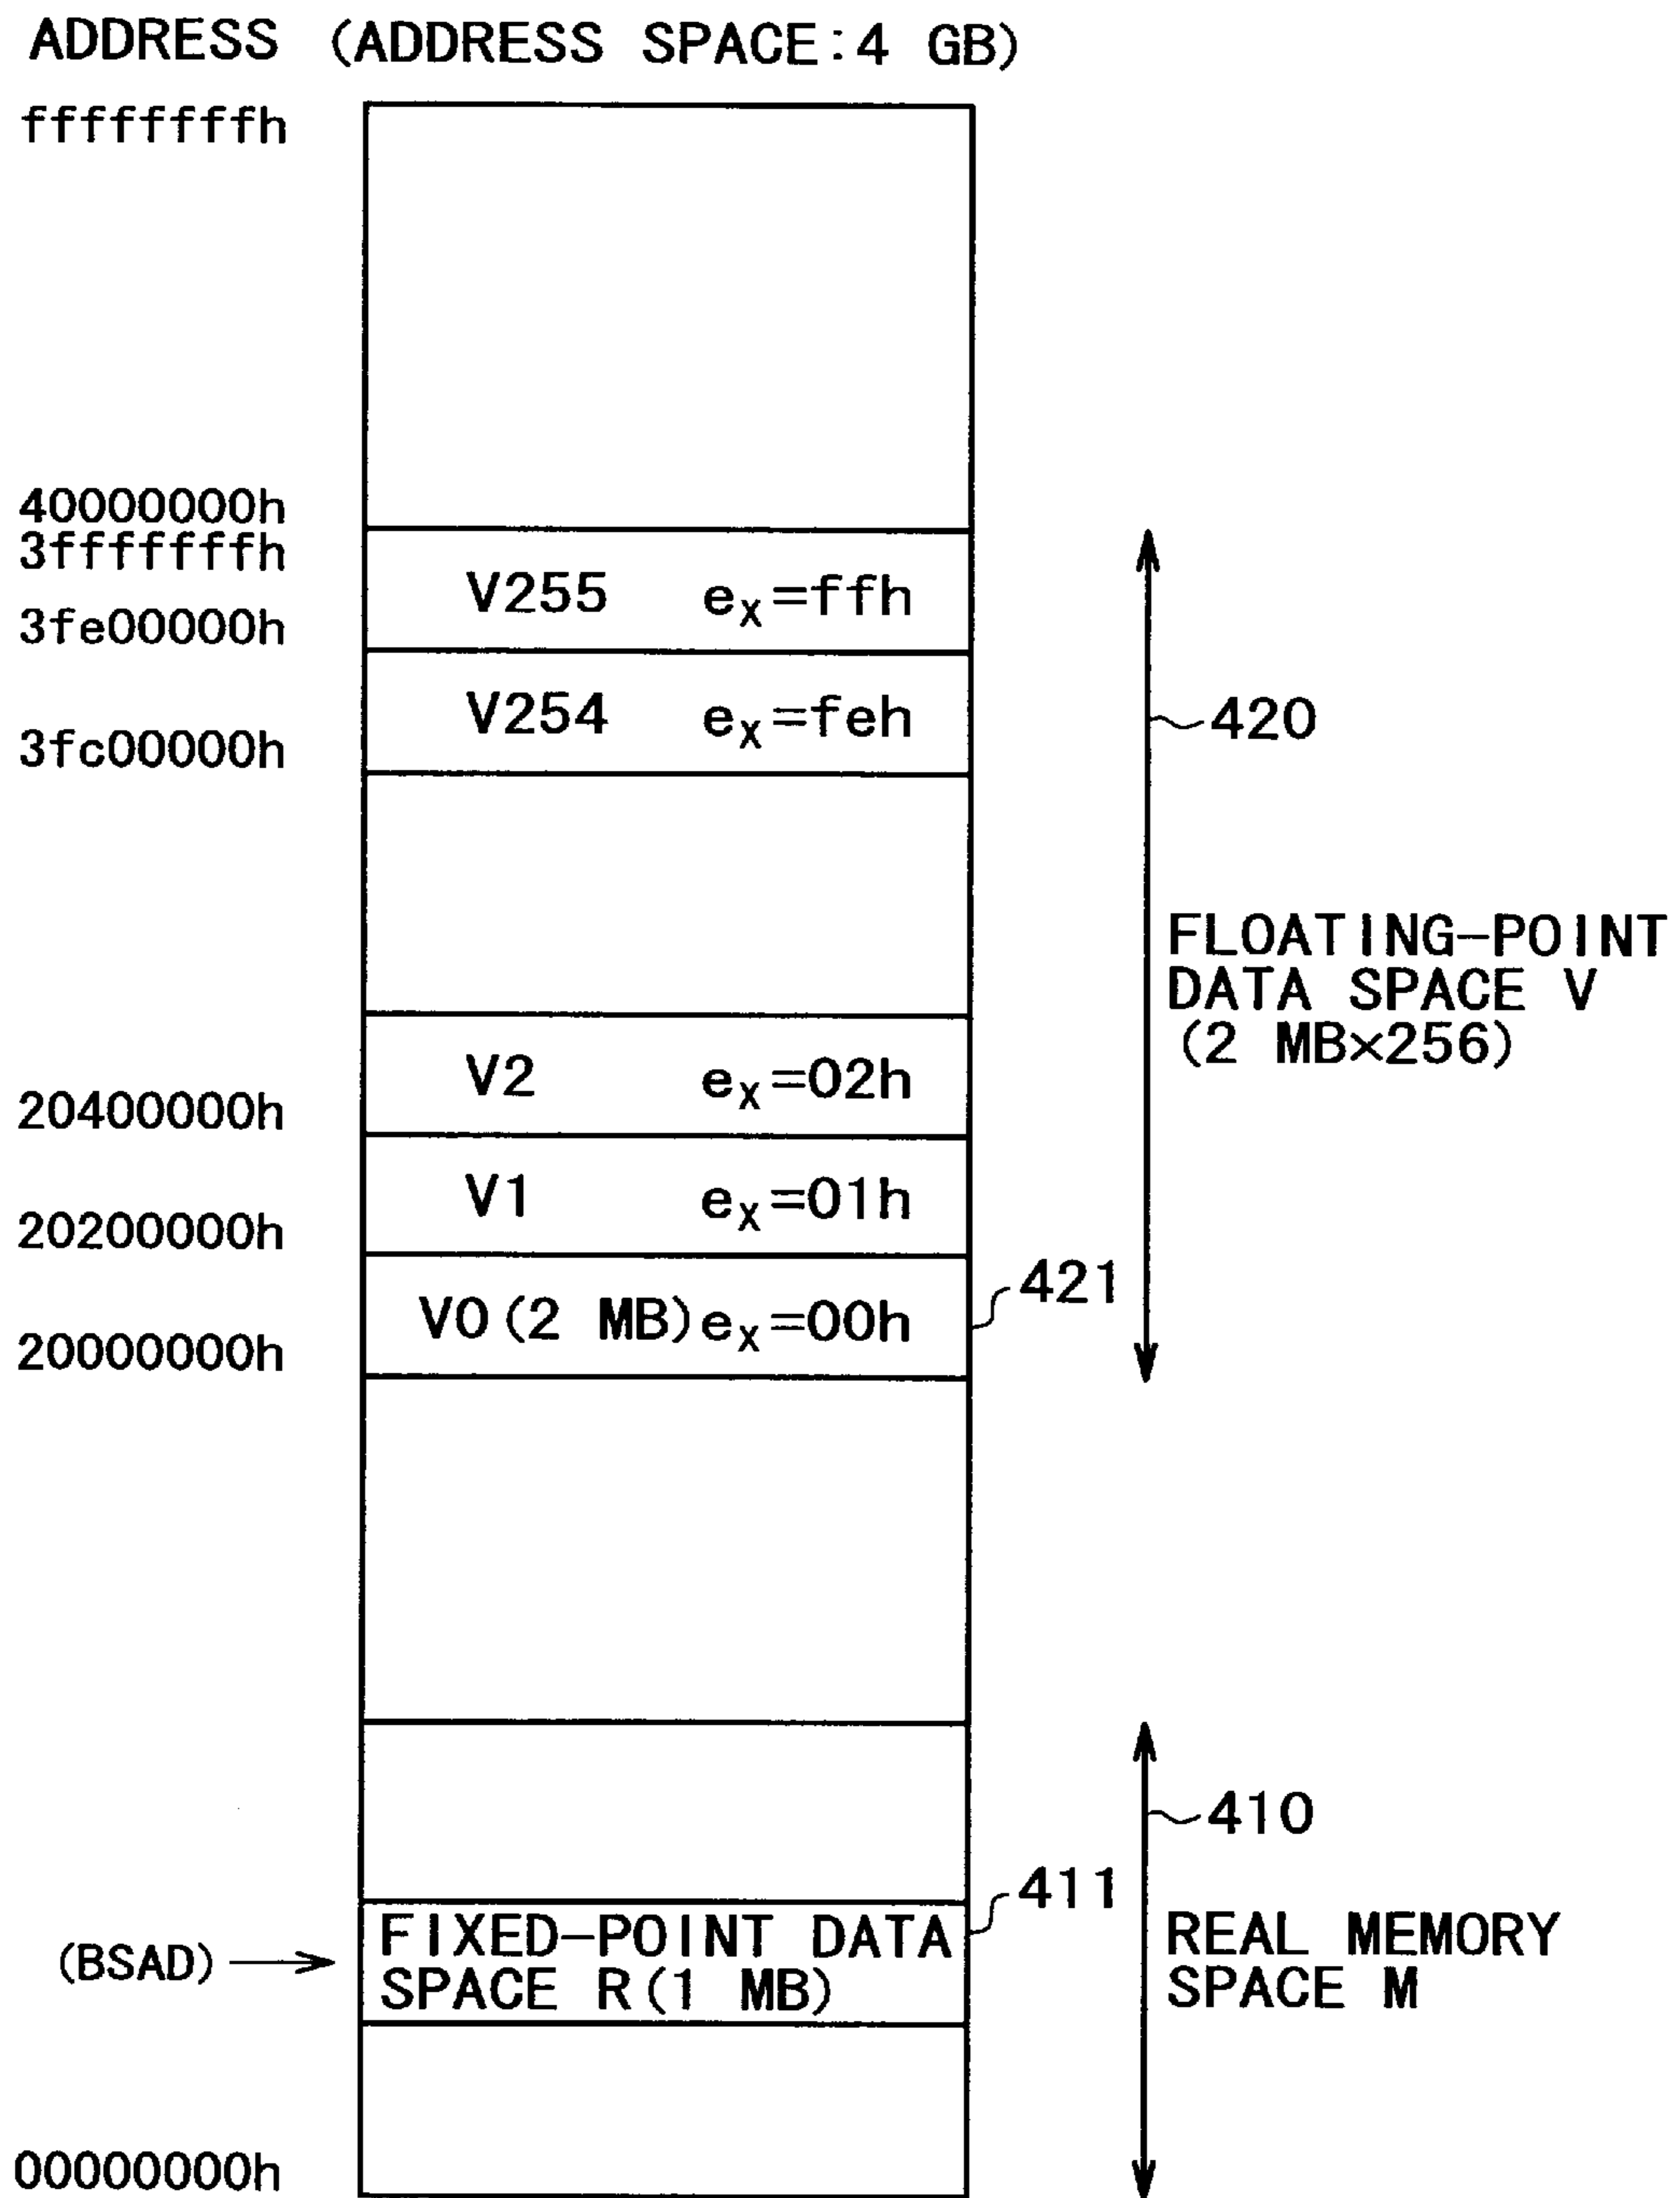 ADDRESS (ADDRESS SPACE:4 GB)
ffffffffh
40000000h
3fffffffh
V255 eX=ffh
3fe00000h
V254 eX=feh
420
3fc00000h
FLOATING-POINT
DATA SPACE V
(2 MB×256)
V2 eX=02h
20400000h
V1 eX=01h
20200000h
421
V0(2 MB)eX=00h
20000000h
410
411
FIXED-POINT DATA
SPACE R(1 MB)
(BSAD)
REAL MEMORY
SPACE M
00000000h